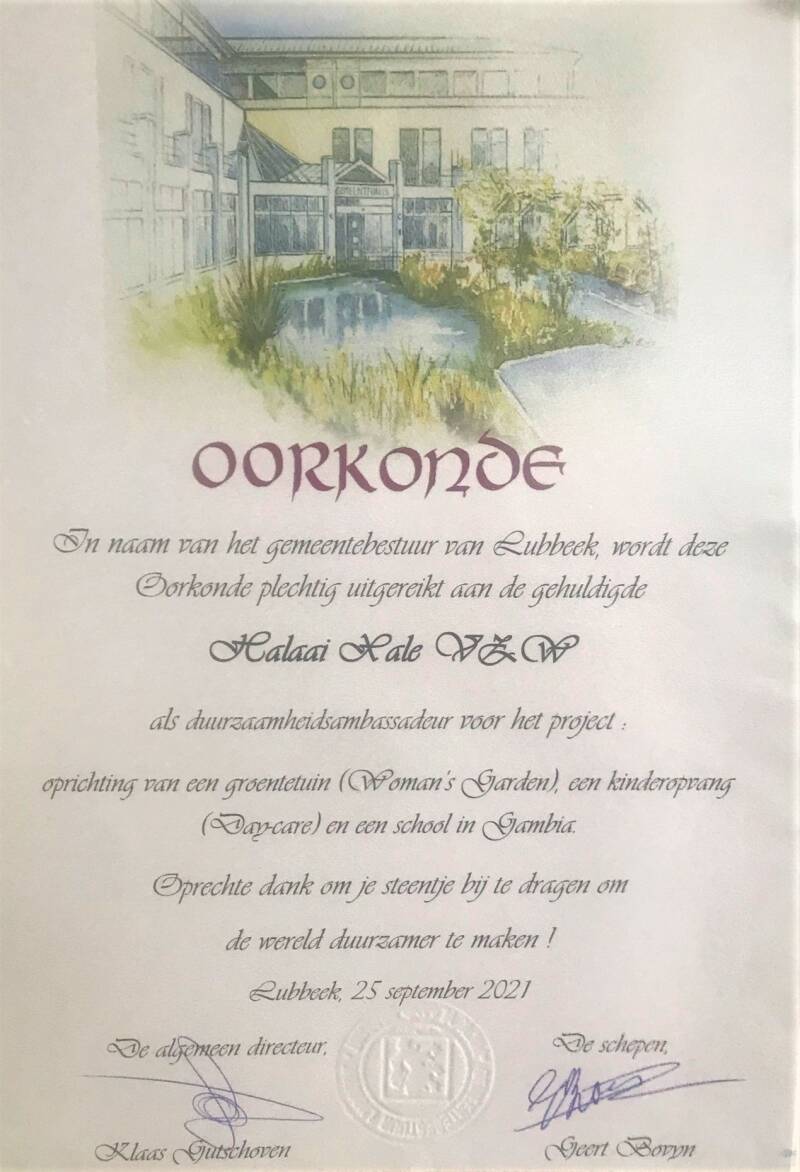 GEMEENTEHUIS
OORKONDE
In naam van het gemeentebestuur van Lubbeek, wordt deze
Oorkonde plechtig uitgereikt aan de gehuldigde
Halaai Kale VZW
als duurzaamheidsambassadeur voor het project :
oprichting van een groentetuin (Woman's Garden), een kinderopvang
(Day-care) en een school in Gambia.
Oprechte dank om je steentje bij te dragen om
de wereld duurzamer te maken !
Lubbeek, 25 september 2021
De algemeen directeur,
De schepen,
Klaas Gutschoven
Geert Bovyn